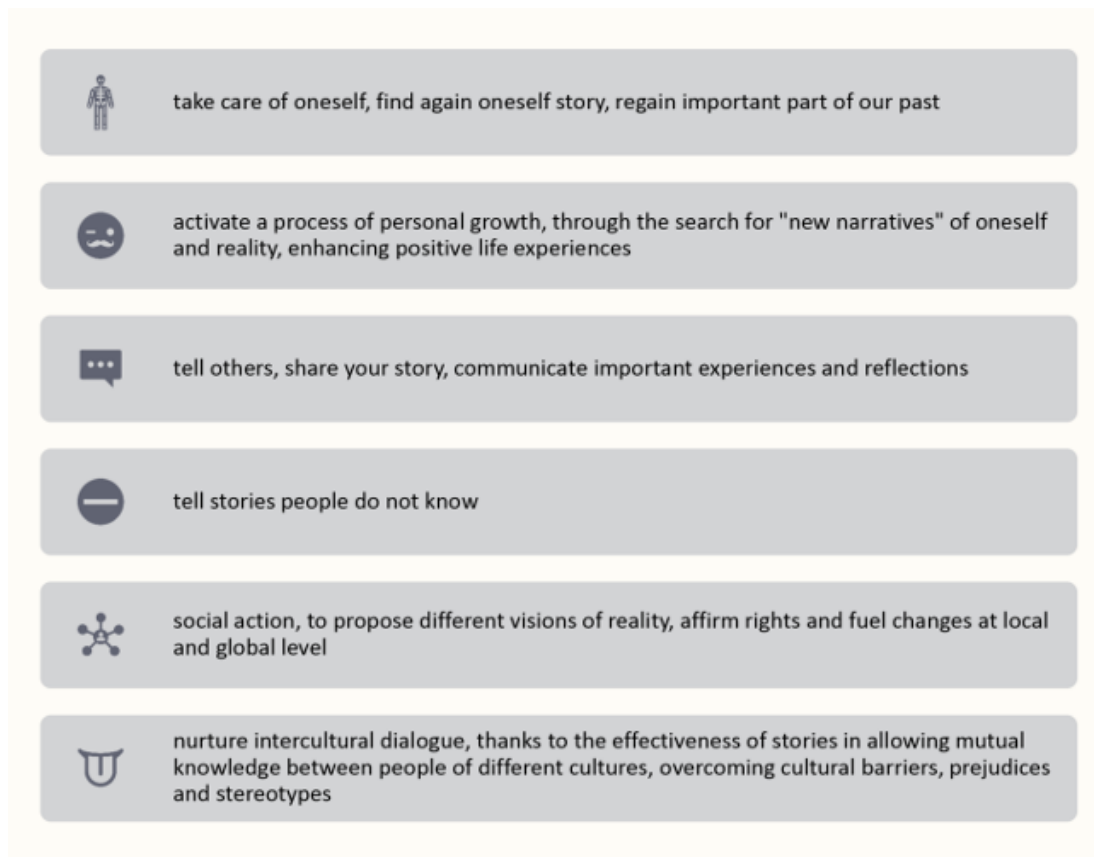 take care of oneself, find again oneself story, regain important part of our past
activate a process of personal growth, through the search for "new narratives" of oneself
and reality, enhancing positive life experiences
tell others, share your story, communicate important experiences and reflections
tell stories people do not know
social action, to propose different visions of reality, affirm rights and fuel changes at local
and global level
nurture intercultural dialogue, thanks to the effectiveness of stories in allowing mutual
knowledge between people of different cultures, overcoming cultural barriers, prejudices
and stereotypes